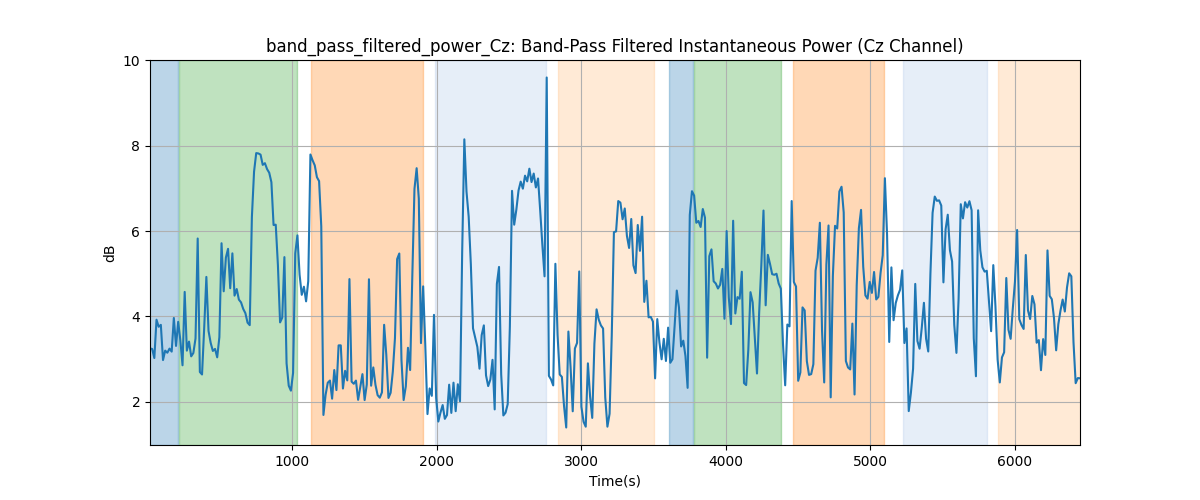 band_pass_filtered_power_Cz: Band-Pass Filtered Instantaneous Power (Cz Channel)
10
8
6
4
2
dB
1000 2000 3000 4000 5000 6000
Time(s)